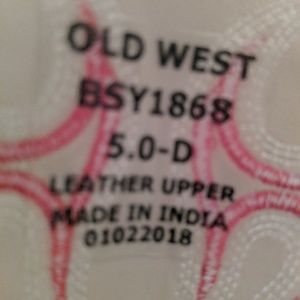 OLD WEST
BSY1868
5.0-D
LEATHER UPPER
MADE IN INDIA
01022018